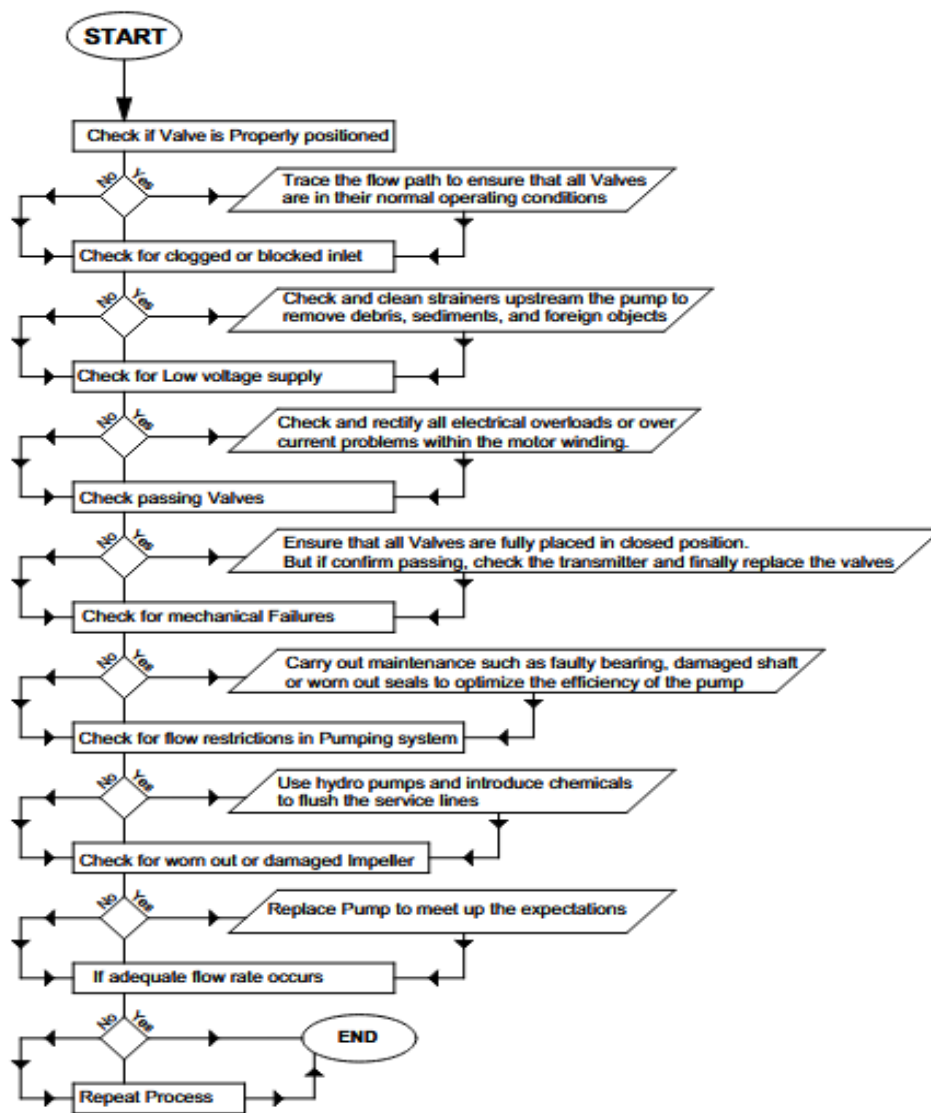 START
Check if Valve is Properly positioned
No Yes
Trace the flow path to ensure that all Valves
are in their normal operating conditions
Check for clogged or blocked inlet
No Yes
Check and clean strainers upstream the pump to
remove debris, sediments, and foreign objects
Check for Low voltage supply
No Yes
Check and rectify all electrical overloads or over
current problems within the motor winding.
Check passing Valves
No Yes
Ensure that all Valves are fully placed in closed position.
But if confirm passing, check the transmitter and finally replace the valves
Check for mechanical Failures
No Yes
Carry out maintenance such as faulty bearing, damaged shaft
or worn out seals to optimize the efficiency of the pump
Check for flow restrictions in Pumping system
No Yes
Use hydro pumps and introduce chemicals
to flush the service lines
Check for worn out or damaged Impeller
No Yes
Replace Pump to meet up the expectations
If adequate flow rate occurs
No Yes
END
Repeat Process